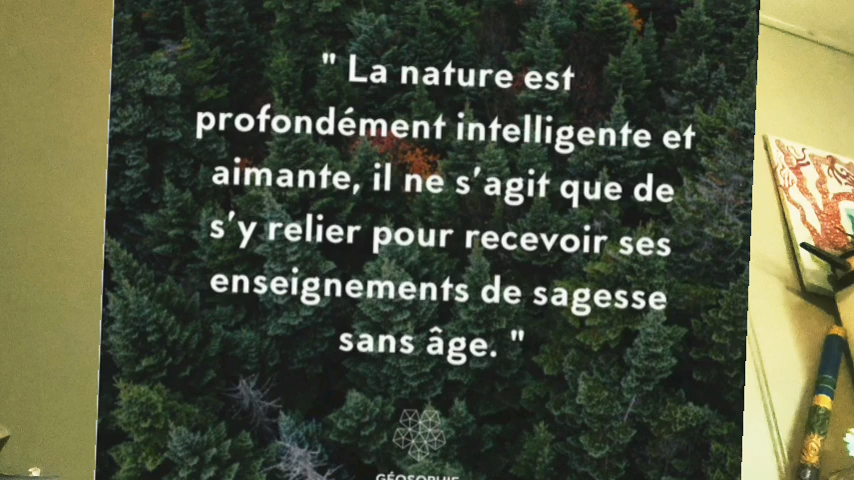 " La nature est
profondément intelligente et
aimante, il ne s'agit que de
s'y relier pour recevoir ses
enseignements de sagesse
sans âge. "
GÉOSOPHIE